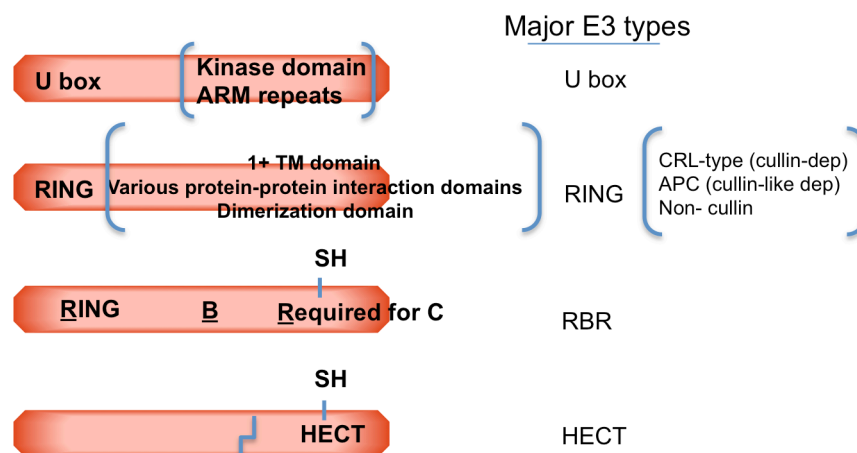 Major E3 types
U box
Kinase domain
ARM repeats
U box
RING
1+ TM domain
Various protein-protein interaction domains
Dimerization domain
RING
CRL-type (cullin-dep)
APC (cullin-like dep)
Non- cullin
SH
RING B Required for C
RBR
SH
HECT
HECT